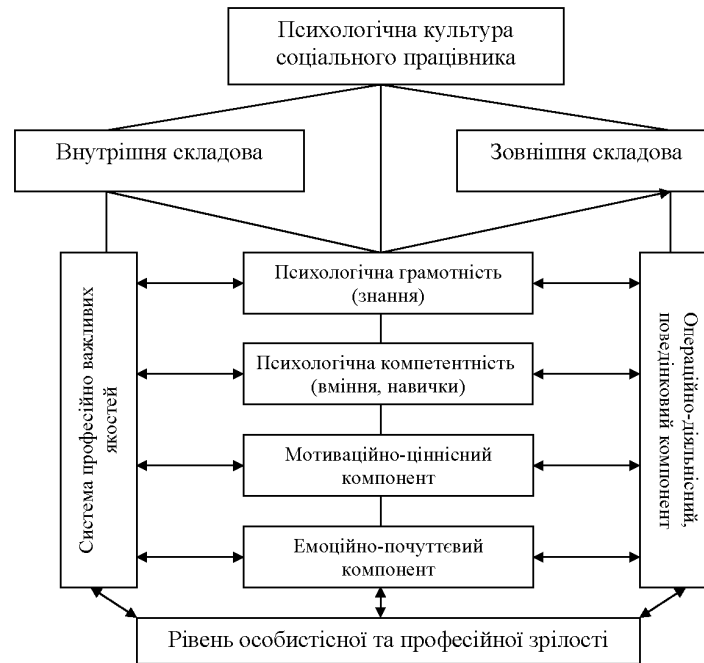 Психологічна культура
соціального працівника
Внутрішня складова
Зовнішня складова
Система професійно важливих
якостей
Психологічна грамотність
(знання)
Психологічна компетентність
(вміння, навички)
Мотиваційно-ціннісний
компонент
Емоційно-почуттєвий
компонент
Операційно-діяльнісний,
поведінковий компонент
Рівень особистісної та професійної зрілості